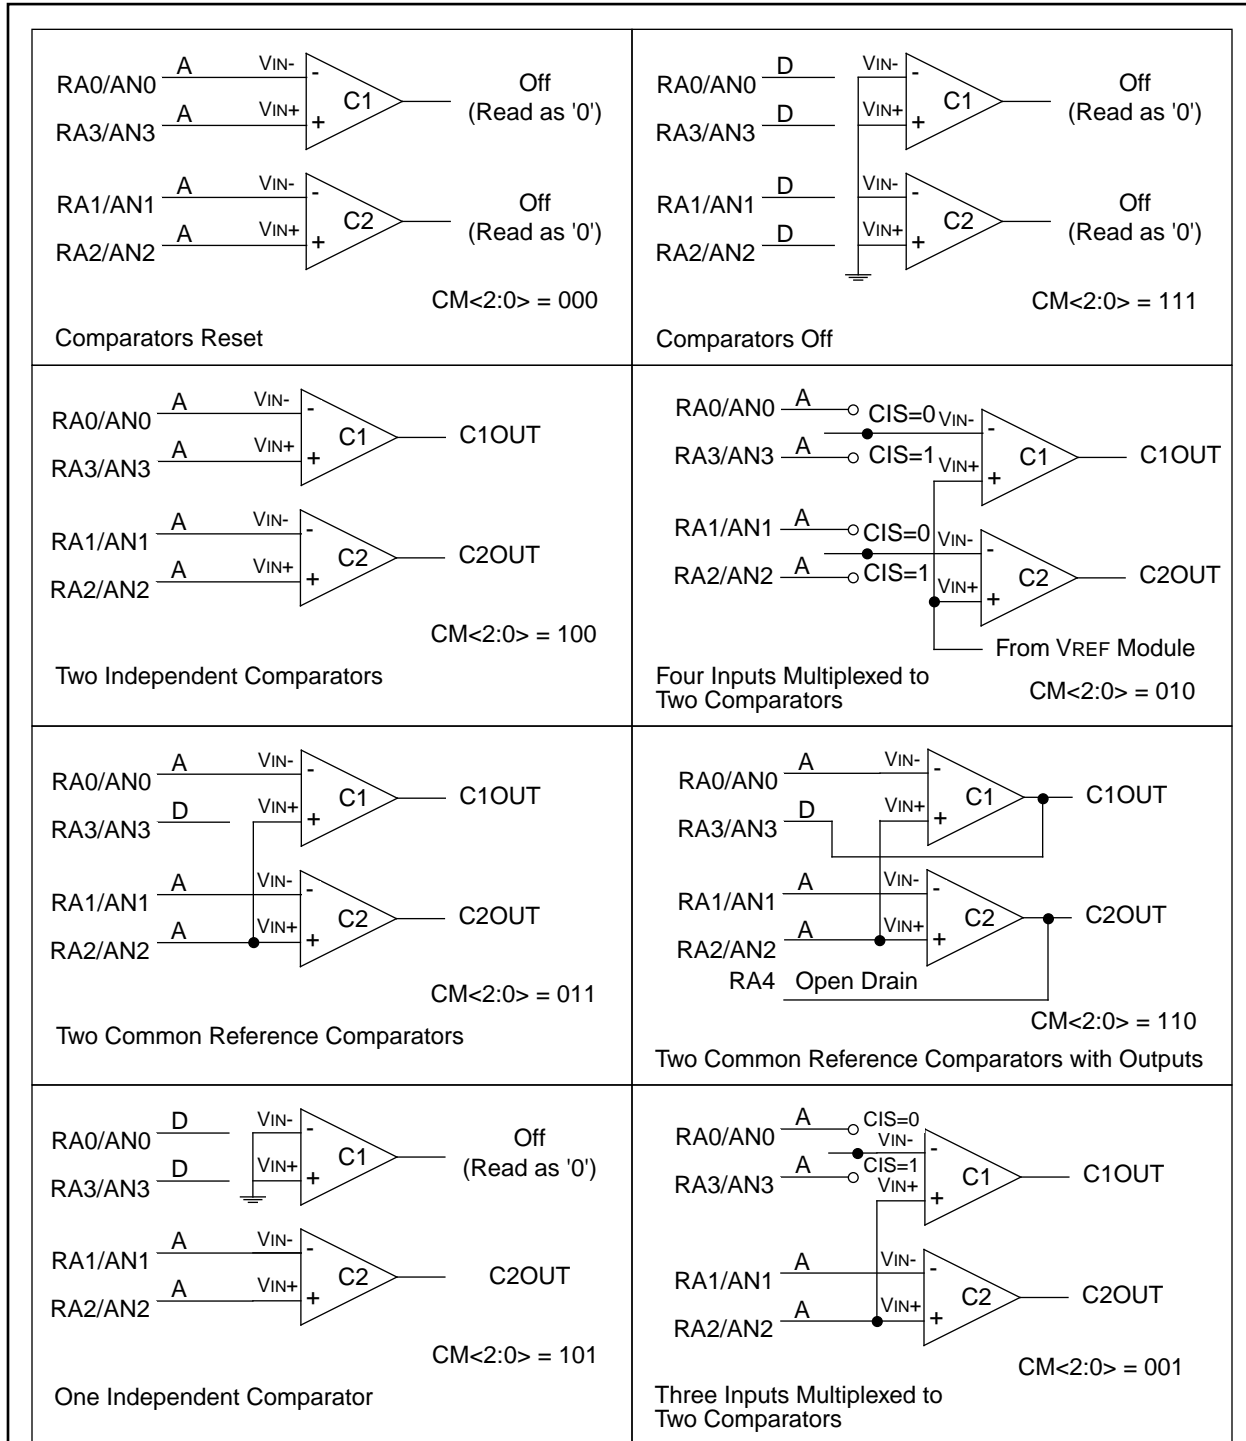 RA0/AN0 A VIN- -
C1 Off
(Read as '0')
RA3/AN3 A VIN+ +
RA1/AN1 A VIN- -
C2 Off
(Read as '0')
RA2/AN2 A VIN+ +
CM<2:0> = 000
Comparators Reset
RA0/AN0 D VIN- -
C1 Off
(Read as '0')
RA3/AN3 D VIN+ +
RA1/AN1 D VIN- -
C2 Off
(Read as '0')
RA2/AN2 D VIN+ +
CM<2:0> = 111
Comparators Off
RA0/AN0 A VIN- -
C1 C1OUT
RA3/AN3 A VIN+ +
RA1/AN1 A VIN- -
C2 C2OUT
RA2/AN2 A VIN+ +
CM<2:0> = 100
Two Independent Comparators
RA0/AN0 A CIS=0 VIN- -
C1 C1OUT
RA3/AN3 A CIS=1 VIN+ +
RA1/AN1 A CIS=0 VIN- -
C2 C2OUT
RA2/AN2 A CIS=1 VIN+ +
From VREF Module
Four Inputs Multiplexed to
Two Comparators
CM<2:0> = 010
RA0/AN0 A VIN- -
C1 C1OUT
RA3/AN3 D VIN+ +
RA1/AN1 A VIN- -
C2 C2OUT
RA2/AN2 A VIN+ +
CM<2:0> = 011
Two Common Reference Comparators
RA0/AN0 A VIN- -
C1 C1OUT
RA3/AN3 D VIN+ +
RA1/AN1 A VIN- -
C2 C2OUT
RA2/AN2 A VIN+ +
RA4 Open Drain
CM<2:0> = 110
Two Common Reference Comparators with Outputs
RA0/AN0 D VIN- -
C1 Off
(Read as '0')
RA3/AN3 D VIN+ +
RA1/AN1 A VIN- -
C2 C2OUT
RA2/AN2 A VIN+ +
CM<2:0> = 101
One Independent Comparator
RA0/AN0 A CIS=0 VIN- -
C1 C1OUT
RA3/AN3 A CIS=1 VIN+ +
RA1/AN1 A VIN- -
C2 C2OUT
RA2/AN2 A VIN+ +
CM<2:0> = 001
Three Inputs Multiplexed to
Two Comparators